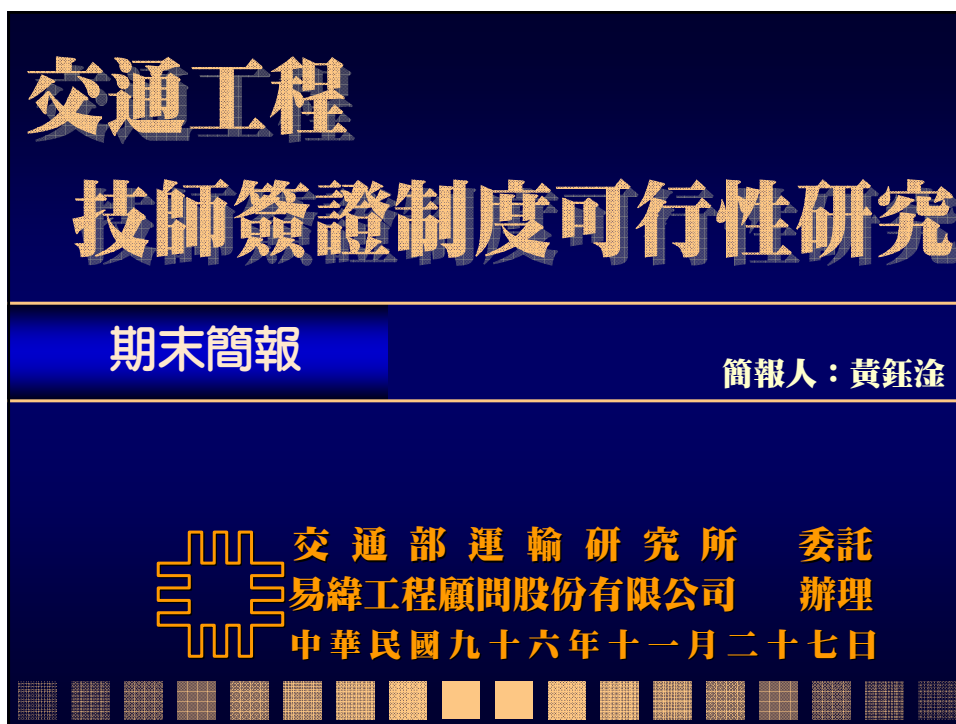 交通工程
技師簽證制度可行性研究
期末簡報
簡報人：黃鈺淦
交通部運輸研究所 委託
易緯工程顧問股份有限公司 辦理
中華民國九十六年十一月二十七日